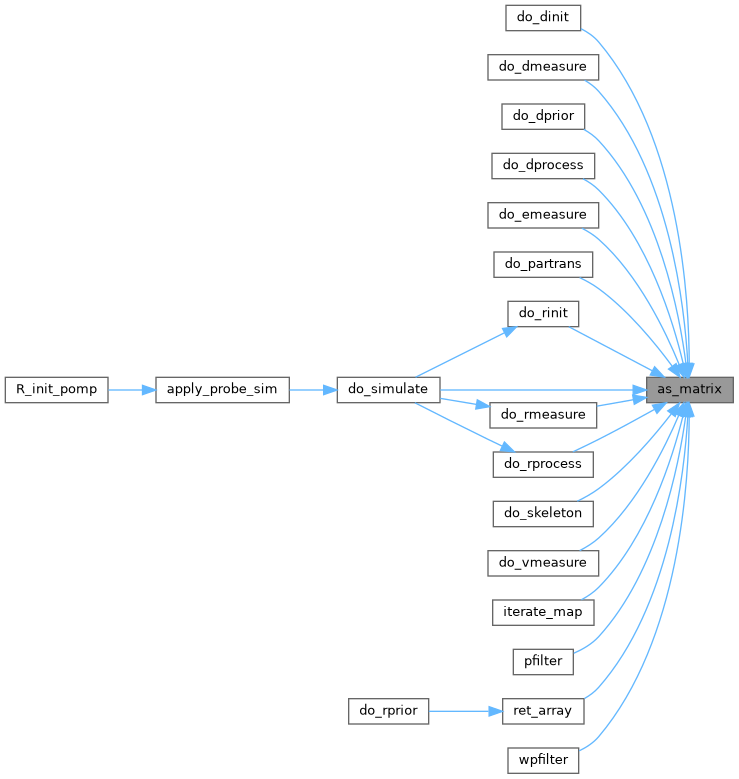 do_dinit
do_dmeasure
do_dprior
do_dprocess
do_emeasure
do_partrans
do_rinit
R_init_pomp
apply_probe_sim
do_simulate
as_matrix
do_rmeasure
do_rprocess
do_skeleton
do_vmeasure
iterate_map
pfilter
do_rprior
ret_array
wpfilter